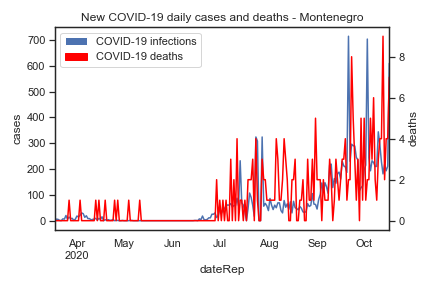 New COVID-19 daily cases and deaths - Montenegro
COVID-19 infections
COVID-19 deaths
700
600
500
400
300
200
100
0
cases
8
6
4
2
0
deaths
Apr May Jun Jul Aug Sep Oct
2020
dateRep